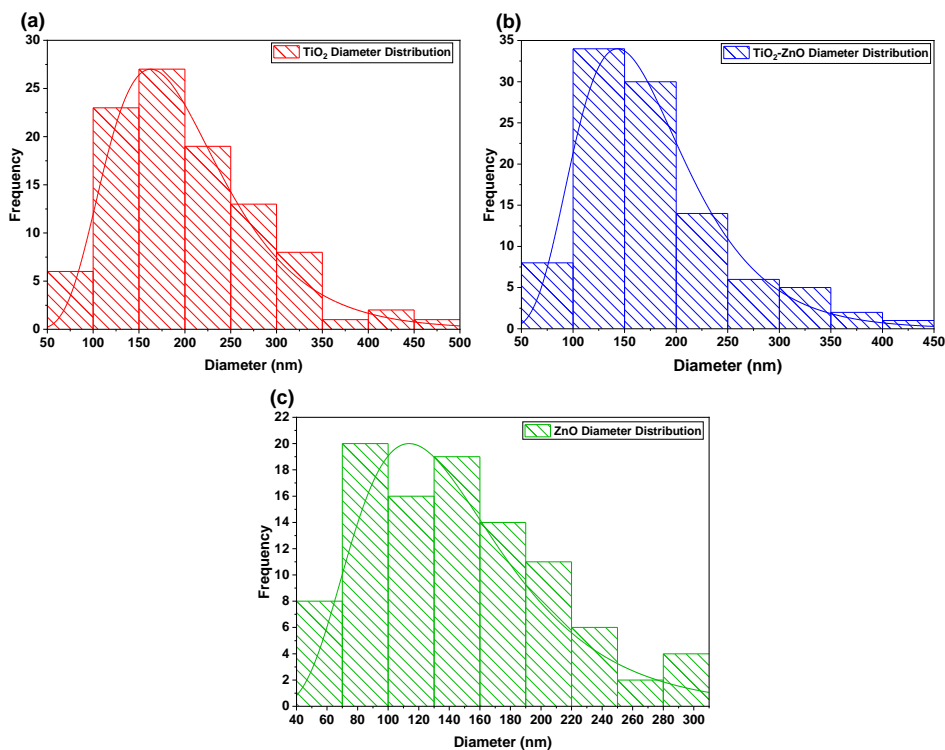 (a)
TiO2 Diameter Distribution
30
25
20
15
10
5
0
Frequency
50 100 150 200 250 300 350 400 450 500
Diameter (nm)
(b)
TiO2-ZnO Diameter Distribution
35
30
25
20
15
10
5
0
Frequency
50 100 150 200 250 300 350 400 450
Diameter (nm)
(c)
ZnO Diameter Distribution
22
20
18
16
14
12
10
8
6
4
2
0
Frequency
40 60 80 100 120 140 160 180 200 220 240 260 280 300
Diameter (nm)